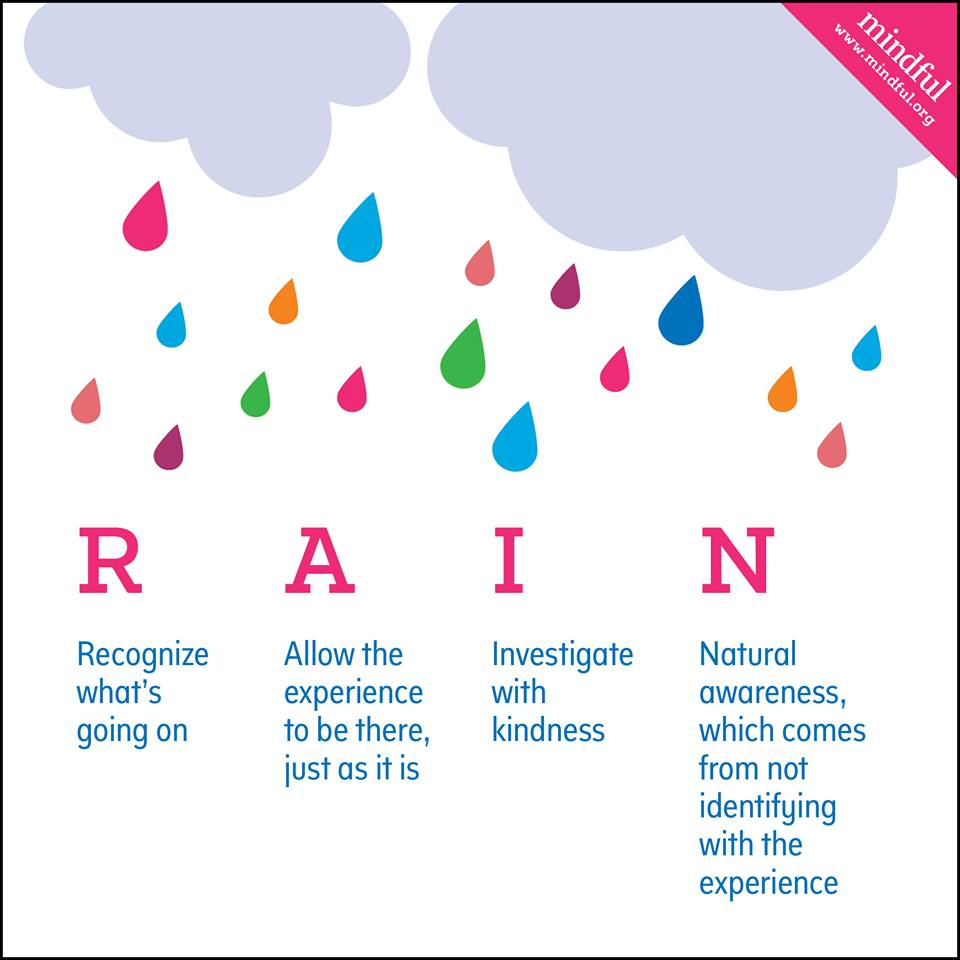 mindful
www.mindful.org
R A I N
Recognize
what's
going on
Allow the
experience
to be there,
just as it is
Investigate
with
kindness
Natural
awareness,
which comes
from not
identifying
with the
experience